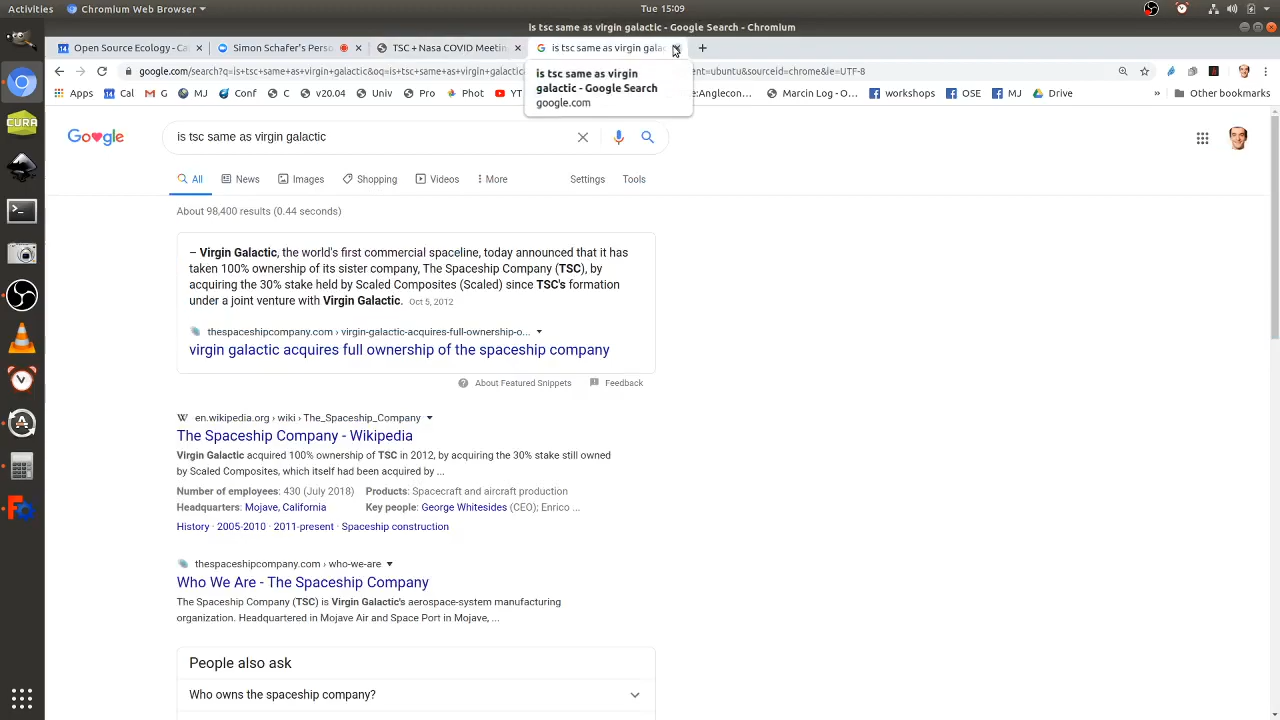 Activities
Chromium Web Browser
Tue 15:09
is tsc same as virgin galactic - Google Search - Chromium
Open Source Ecology - Ca
Simon Schafer's Perso
TSC + Nasa COVID Meetin
is tsc same as virgin galac
google.com/search?q=is+tsc+same+as+virgin+galactic&oq=is+tsc+same+as+virgin+galactic
ent=ubuntu&sourceid=chrome&ie=UTF-8
is tsc same as virgin
galactic - Google Search
google.com
Apps
Cal
G
MJ
Conf
C
v20.04
Univ
Pro
Phot
YT
Ause:Anglecon...
Marcin Log - O...
workshops
OSE
MJ
Drive
»
Other bookmarks
Google
is tsc same as virgin galactic
All
News
Images
Shopping
Videos
More
Settings
Tools
About 98,400 results (0.44 seconds)
– Virgin Galactic, the world's first commercial spaceline, today announced that it has
taken 100% ownership of its sister company, The Spaceship Company (TSC), by
acquiring the 30% stake held by Scaled Composites (Scaled) since TSC's formation
under a joint venture with Virgin Galactic. Oct 5, 2012
thespaceshipcompany.com › virgin-galactic-acquires-full-ownership-o...
virgin galactic acquires full ownership of the spaceship company
About Featured Snippets
Feedback
W en.wikipedia.org › wiki › The_Spaceship_Company
The Spaceship Company - Wikipedia
Virgin Galactic acquired 100% ownership of TSC in 2012, by acquiring the 30% stake still owned
by Scaled Composites, which itself had been acquired by ...
Number of employees: 430 (July 2018) Products: Spacecraft and aircraft production
Headquarters: Mojave, California Key people: George Whitesides (CEO); Enrico ...
History · 2005-2010 · 2011-present · Spaceship construction
thespaceshipcompany.com › who-we-are
Who We Are - The Spaceship Company
The Spaceship Company (TSC) is Virgin Galactic's aerospace-system manufacturing
organization. Headquartered in Mojave Air and Space Port in Mojave, ...
People also ask
Who owns the spaceship company?
CURA